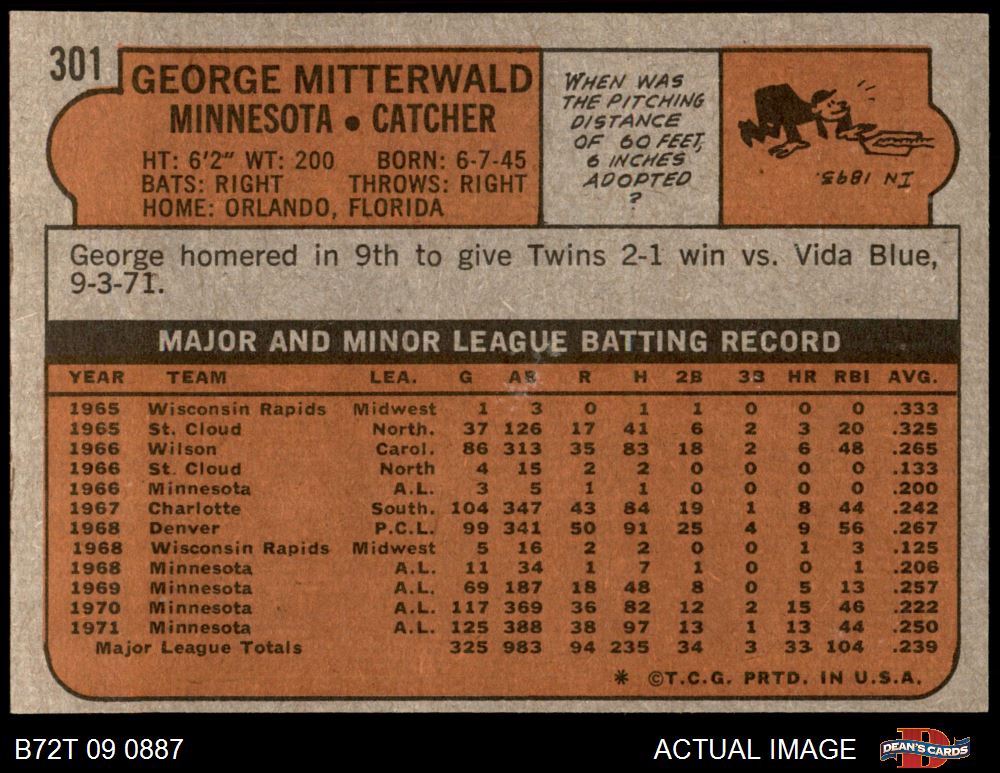 301
GEORGE MITTERWALD
MINNESOTA • CATCHER
HT: 6'2" WT: 200 BORN: 6-7-45
BATS: RIGHT THROWS: RIGHT
HOME: ORLANDO, FLORIDA
WHEN WAS
THE PITCHING
DISTANCE
OF 60 FEET,
6 INCHES
ADOPTED
?
IN 1893.
George homered in 9th to give Twins 2-1 win vs. Vida Blue,
9-3-71.
MAJOR AND MINOR LEAGUE BATTING RECORD
YEAR TEAM LEA. G AB R H 2B 3B HR RBI AVG.
1965 Wisconsin Rapids Midwest 1 3 0 1 1 0 0 0 .333
1965 St. Cloud North. 37 126 17 41 6 2 3 20 .325
1966 Wilson Carol. 86 313 35 83 18 2 6 48 .265
1966 St. Cloud North 4 15 2 2 0 0 0 0 .133
1966 Minnesota A.L. 3 5 1 1 0 0 0 0 .200
1967 Charlotte South. 104 347 43 84 19 1 8 44 .242
1968 Denver P.C.L. 99 341 50 91 25 4 9 56 .267
1968 Wisconsin Rapids Midwest 5 16 2 2 0 0 1 3 .125
1968 Minnesota A.L. 11 34 1 7 1 0 0 1 .206
1969 Minnesota A.L. 69 187 18 48 8 0 5 13 .257
1970 Minnesota A.L. 117 369 36 82 12 2 15 46 .222
1971 Minnesota A.L. 125 388 38 97 13 1 13 44 .250
Major League Totals 325 983 94 235 34 3 33 104 .239
* ©T.C.G. PRTD. IN U.S.A.
B72T 09 0887 ACTUAL IMAGE DEAN'S CARDS